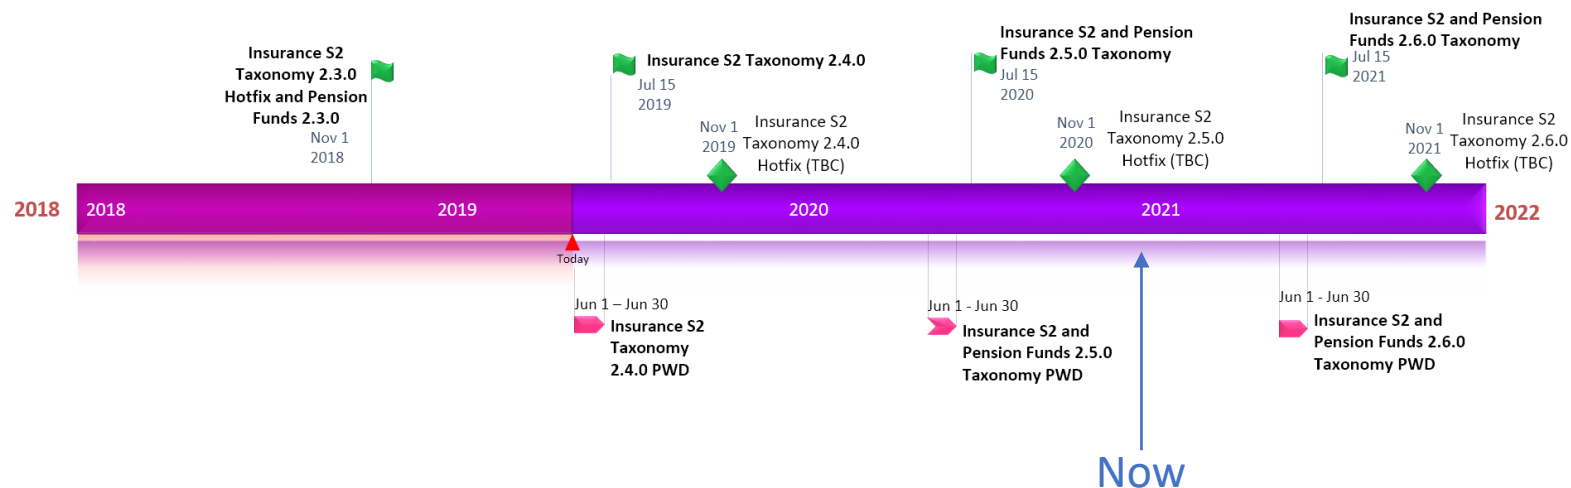 Insurance S2
Taxonomy 2.3.0
Hotfix and Pension
Funds 2.3.0
Nov 1
2018
Insurance S2 Taxonomy 2.4.0
Jul 15
2019
Nov 1
2019
Insurance S2
Taxonomy 2.4.0
Hotfix (TBC)
Insurance S2 and Pension
Funds 2.5.0 Taxonomy
Jul 15
2020
Nov 1
2020
Insurance S2
Taxonomy 2.5.0
Hotfix (TBC)
Insurance S2 and Pension
Funds 2.6.0 Taxonomy
Jul 15
2021
Nov 1
2021
Insurance S2
Taxonomy 2.6.0
Hotfix (TBC)
2018
2018
2019
2020
2021
2022
Today
Jun 1 – Jun 30
Insurance S2
Taxonomy
2.4.0 PWD
Jun 1 - Jun 30
Insurance S2 and
Pension Funds 2.5.0
Taxonomy PWD
Jun 1 - Jun 30
Insurance S2 and
Pension Funds 2.6.0
Taxonomy PWD
Now